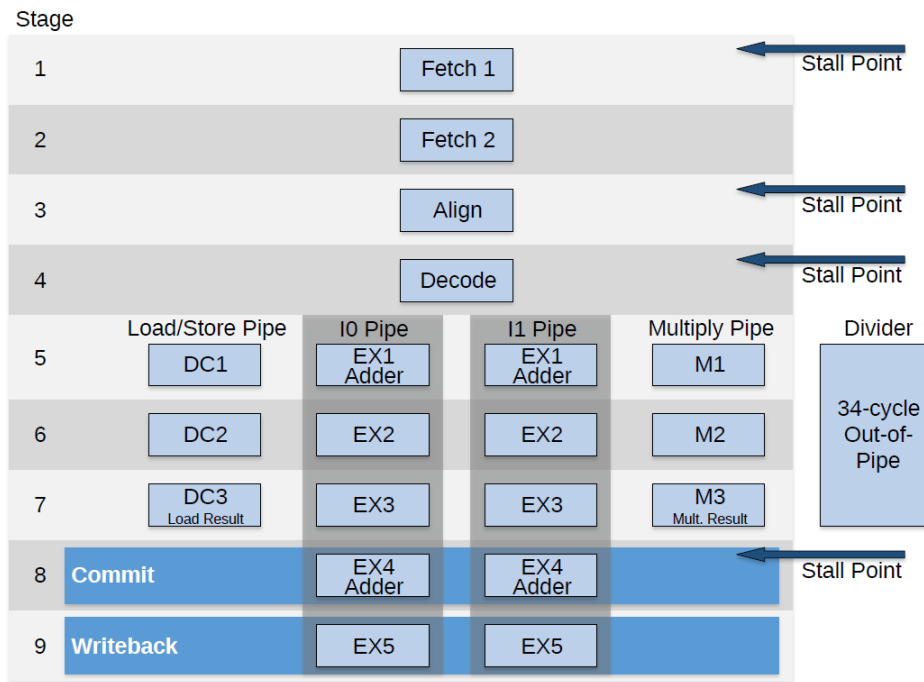 Stage
1
Fetch 1
Stall Point
2
Fetch 2
3
Align
Stall Point
4
Decode
Stall Point
Load/Store Pipe
I0 Pipe
I1 Pipe
Multiply Pipe
Divider
5
DC1
EX1
Adder
EX1
Adder
M1
34-cycle
Out-of-
Pipe
6
DC2
EX2
EX2
M2
7
DC3
Load Result
EX3
EX3
M3
Mult. Result
8
Commit
EX4
Adder
EX4
Adder
Stall Point
9
Writeback
EX5
EX5